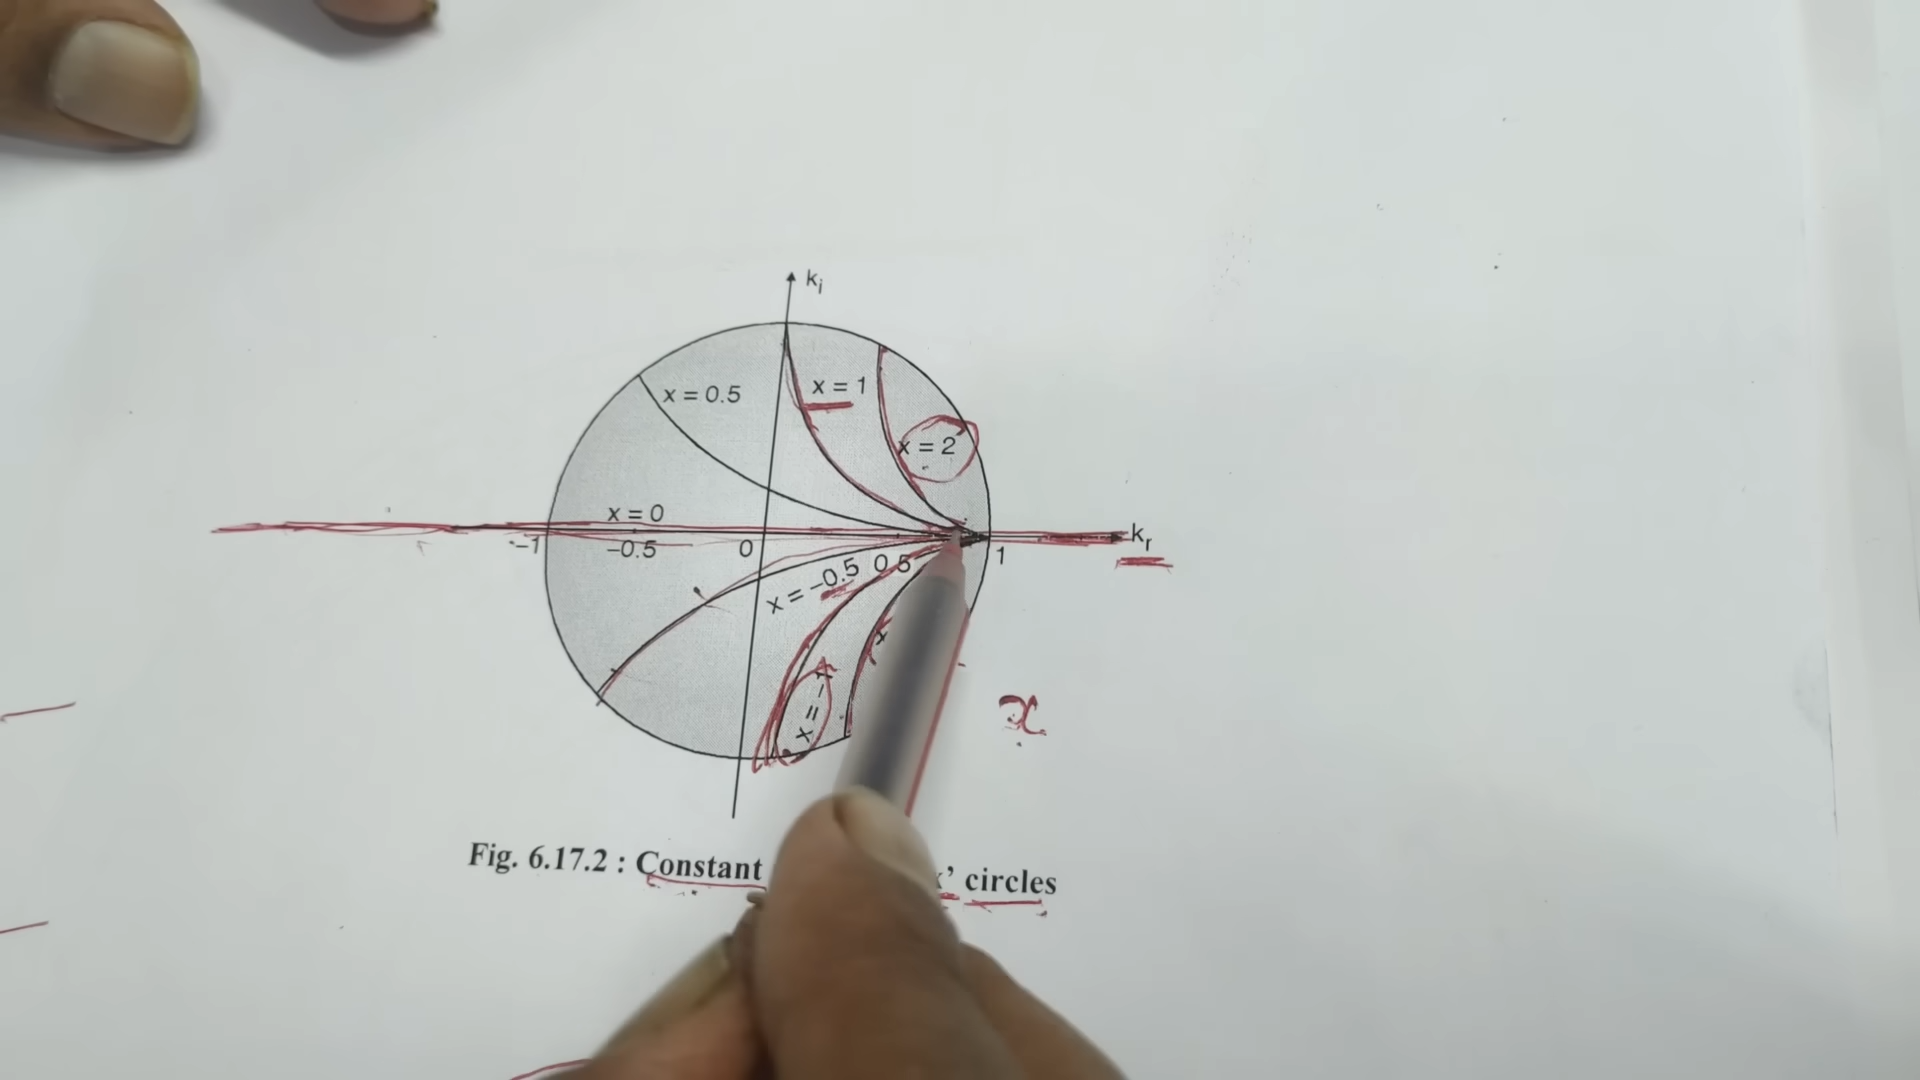 k_i
x = 0.5
x = 1
x = 2
x = 0
k_r
-1
-0.5
0
0.5
1
x = -0.5
x
x
Fig. 6.17.2 : Constant
x' circles